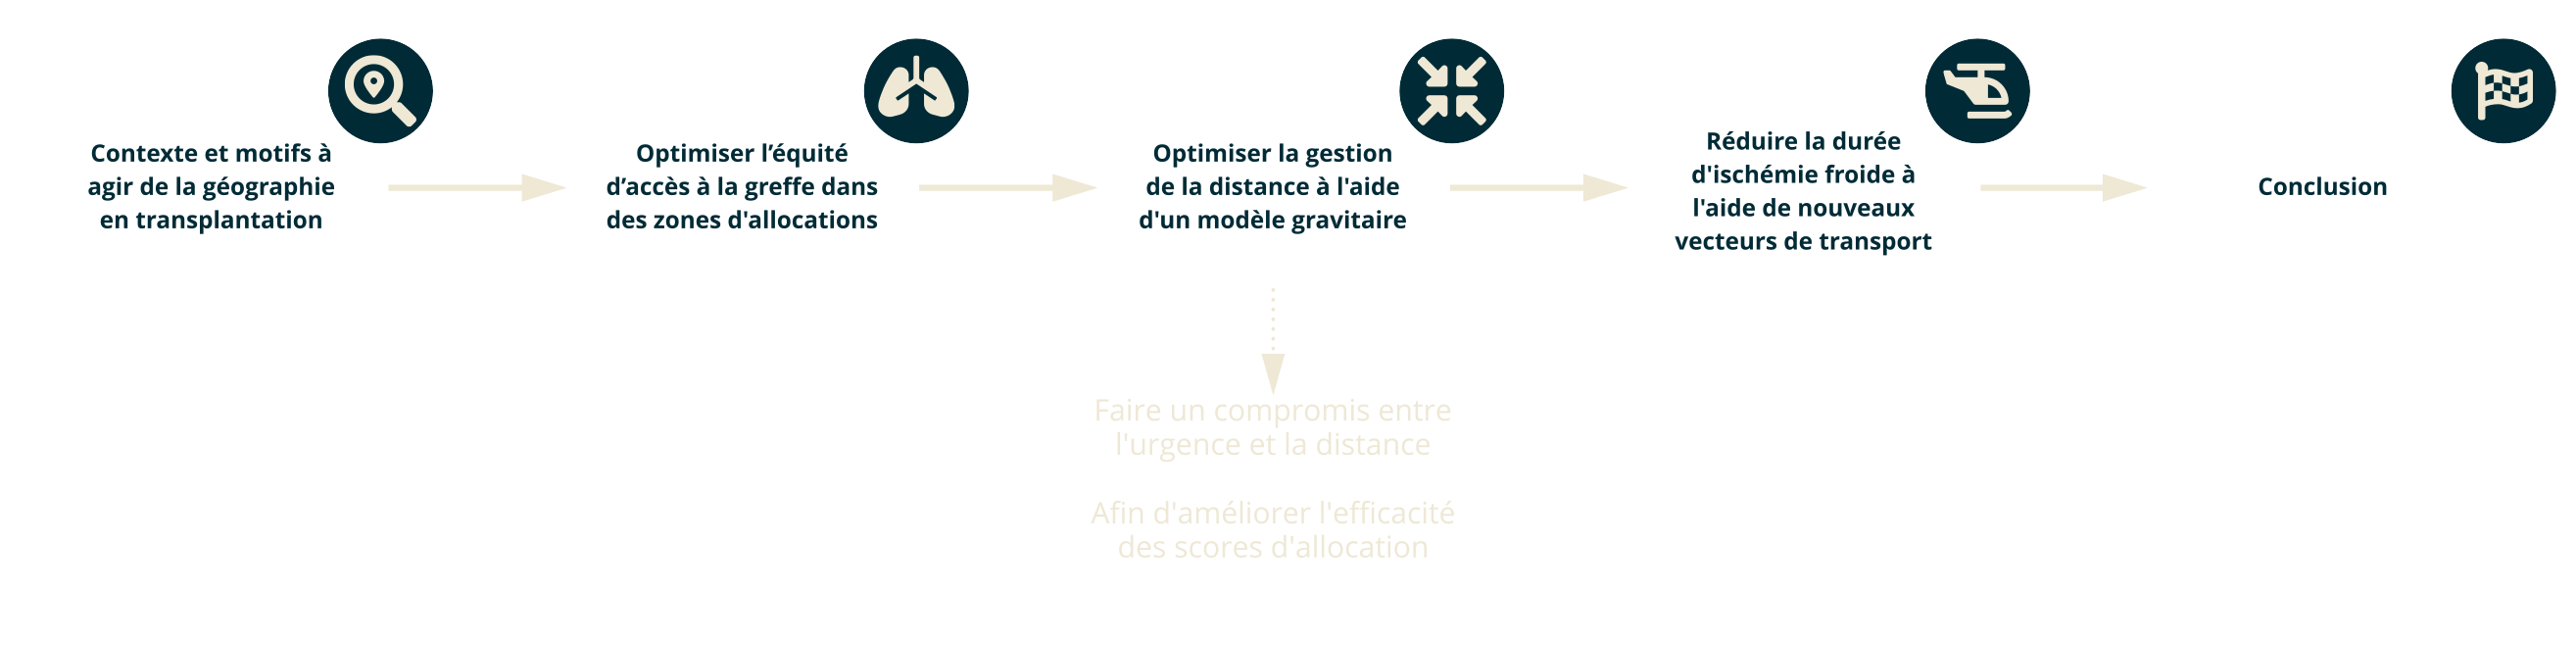 Contexte et motifs à
agir de la géographie
en transplantation
Optimiser l’équité
d’accès à la greffe dans
des zones d'allocations
Optimiser la gestion
de la distance à l'aide
d'un modèle gravitaire
Réduire la durée
d'ischémie froide à
l'aide de nouveaux
vecteurs de transport
Conclusion
Faire un compromis entre
l'urgence et la distance
Afin d'améliorer l'efficacité
des scores d'allocation